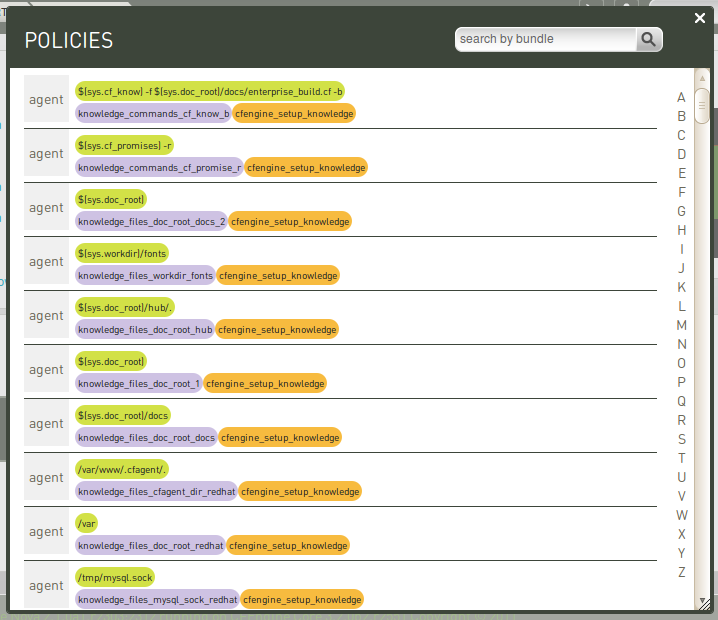 POLICIES
search by bundle
agent
$(sys.cf_know) -f $(sys.doc_root)/docs/enterprise_build.cf -b
knowledge_commands_cf_know_b cfengine_setup_knowledge
agent
$(sys.cf_promises) -r
knowledge_commands_cf_promise_r cfengine_setup_knowledge
agent
$(sys.doc_root)
knowledge_files_doc_root_docs_2 cfengine_setup_knowledge
agent
$(sys.workdir)/fonts
knowledge_files_workdir_fonts cfengine_setup_knowledge
agent
$(sys.doc_root)/hub/.
knowledge_files_doc_root_hub cfengine_setup_knowledge
agent
$(sys.doc_root)
knowledge_files_doc_root_1 cfengine_setup_knowledge
agent
$(sys.doc_root)/docs
knowledge_files_doc_root_docs cfengine_setup_knowledge
agent
/var/www/.cfagent/.
knowledge_files_cfagent_dir_redhat cfengine_setup_knowledge
agent
/var
knowledge_files_doc_root_redhat cfengine_setup_knowledge
agent
/tmp/mysql.sock
knowledge_files_mysql_sock_redhat cfengine_setup_knowledge
A
B
C
D
E
F
G
H
I
J
K
L
M
N
O
P
Q
R
S
T
U
V
W
X
Y
Z